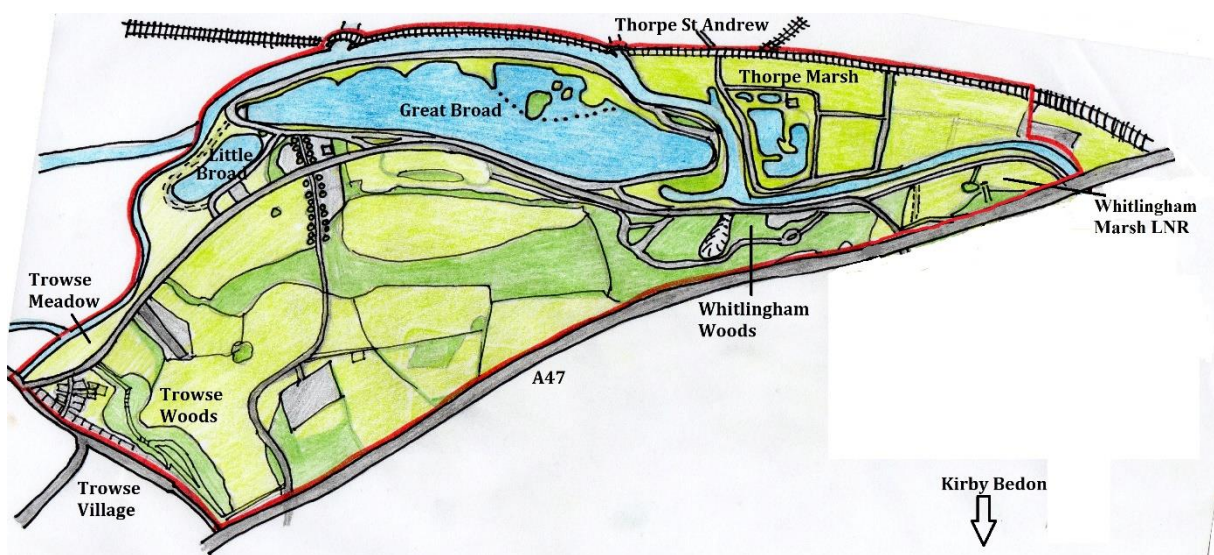 Thorpe St Andrew
Thorpe Marsh
Great Broad
Little
Broad
Whitlingham
Marsh LNR
Trowse
Meadow
Whitlingham
Woods
A47
Trowse
Woods
Trowse
Village
Kirby Bedon